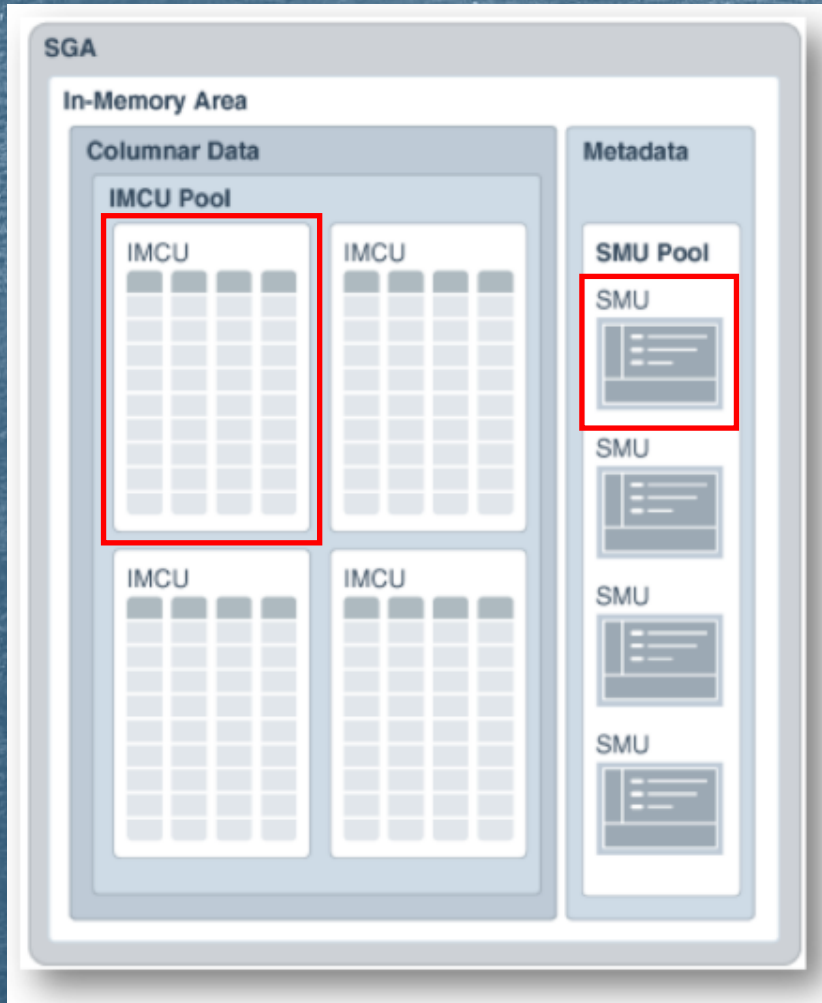 SGA
In-Memory Area
Columnar Data
IMCU Pool
IMCU
IMCU
IMCU
IMCU
Metadata
SMU Pool
SMU
SMU
SMU
SMU